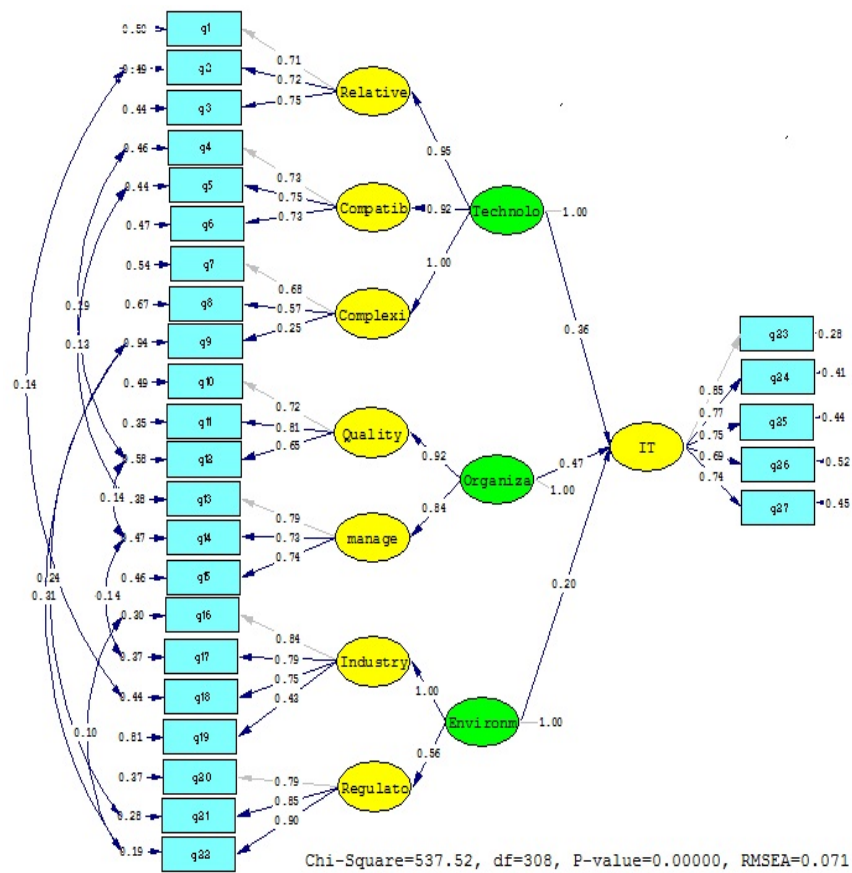 0.50 q1
0.71
0.49 q2
0.72
0.44 q3
0.75
Relative
0.46 q4
0.95
0.73
0.44 q5
0.75
Compatib
0.92
Technolo
1.00
0.47 q6
0.73
0.54 q7
1.00
0.68
0.67 q8
0.57
Complexi
0.13
0.94 q9
0.25
0.36
q23 0.28
0.14
0.49 q10
0.85
q24 0.41
0.72
0.77
0.35 q11
0.81
Quality
q25 0.44
0.75
0.58 q12
0.65
0.92
IT
0.47
q26 0.52
0.69
Organiza
1.00
0.14
q13
0.79
0.84
0.74
q27 0.45
0.47 q14
0.73
manage
0.46 q15
0.74
0.24
0.31
0.14
0.20
0.30 q16
0.84
0.37 q17
0.79
Industry
0.75
0.44 q18
0.43
1.00
Environm
1.00
0.10
0.81 q19
0.56
0.37 q20
0.79
Regulato
0.28 q21
0.85
0.19 q22
0.90
Chi-Square=537.52, df=308, P-value=0.00000, RMSEA=0.071